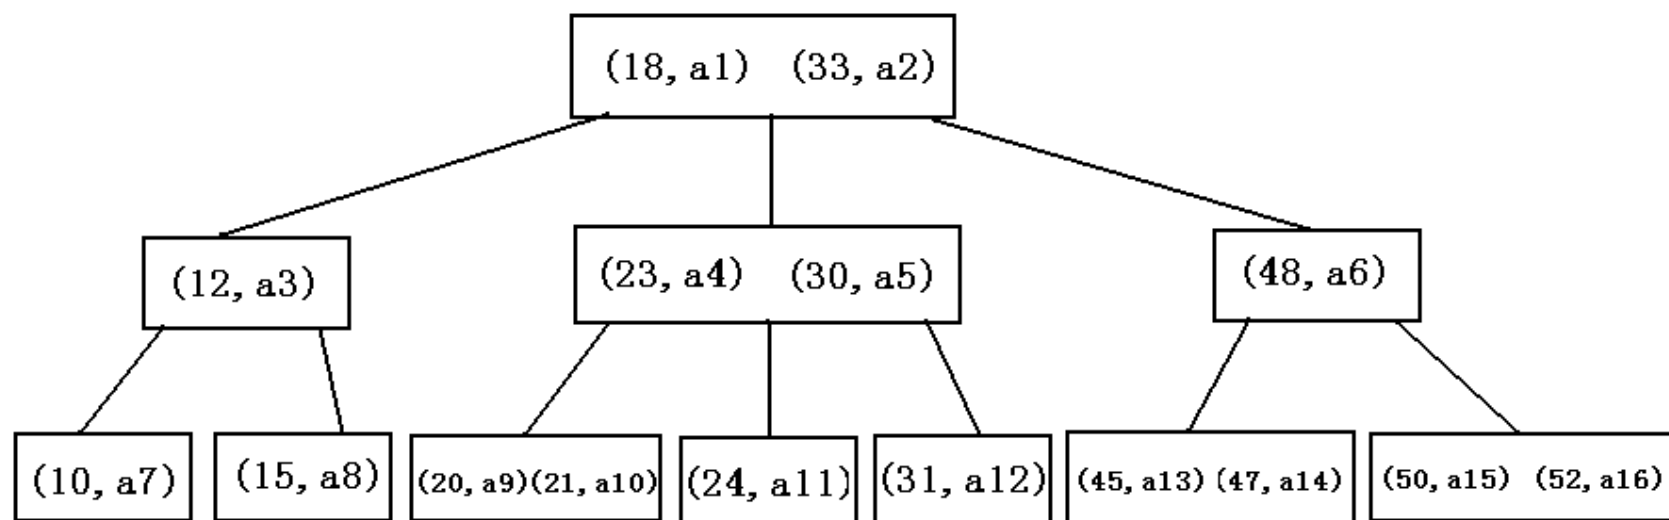 (18, a1) (33, a2)
(12, a3) (23, a4) (30, a5) (48, a6)
(10, a7) (15, a8) (20, a9)(21, a10) (24, a11) (31, a12) (45, a13) (47, a14) (50, a15) (52, a16)